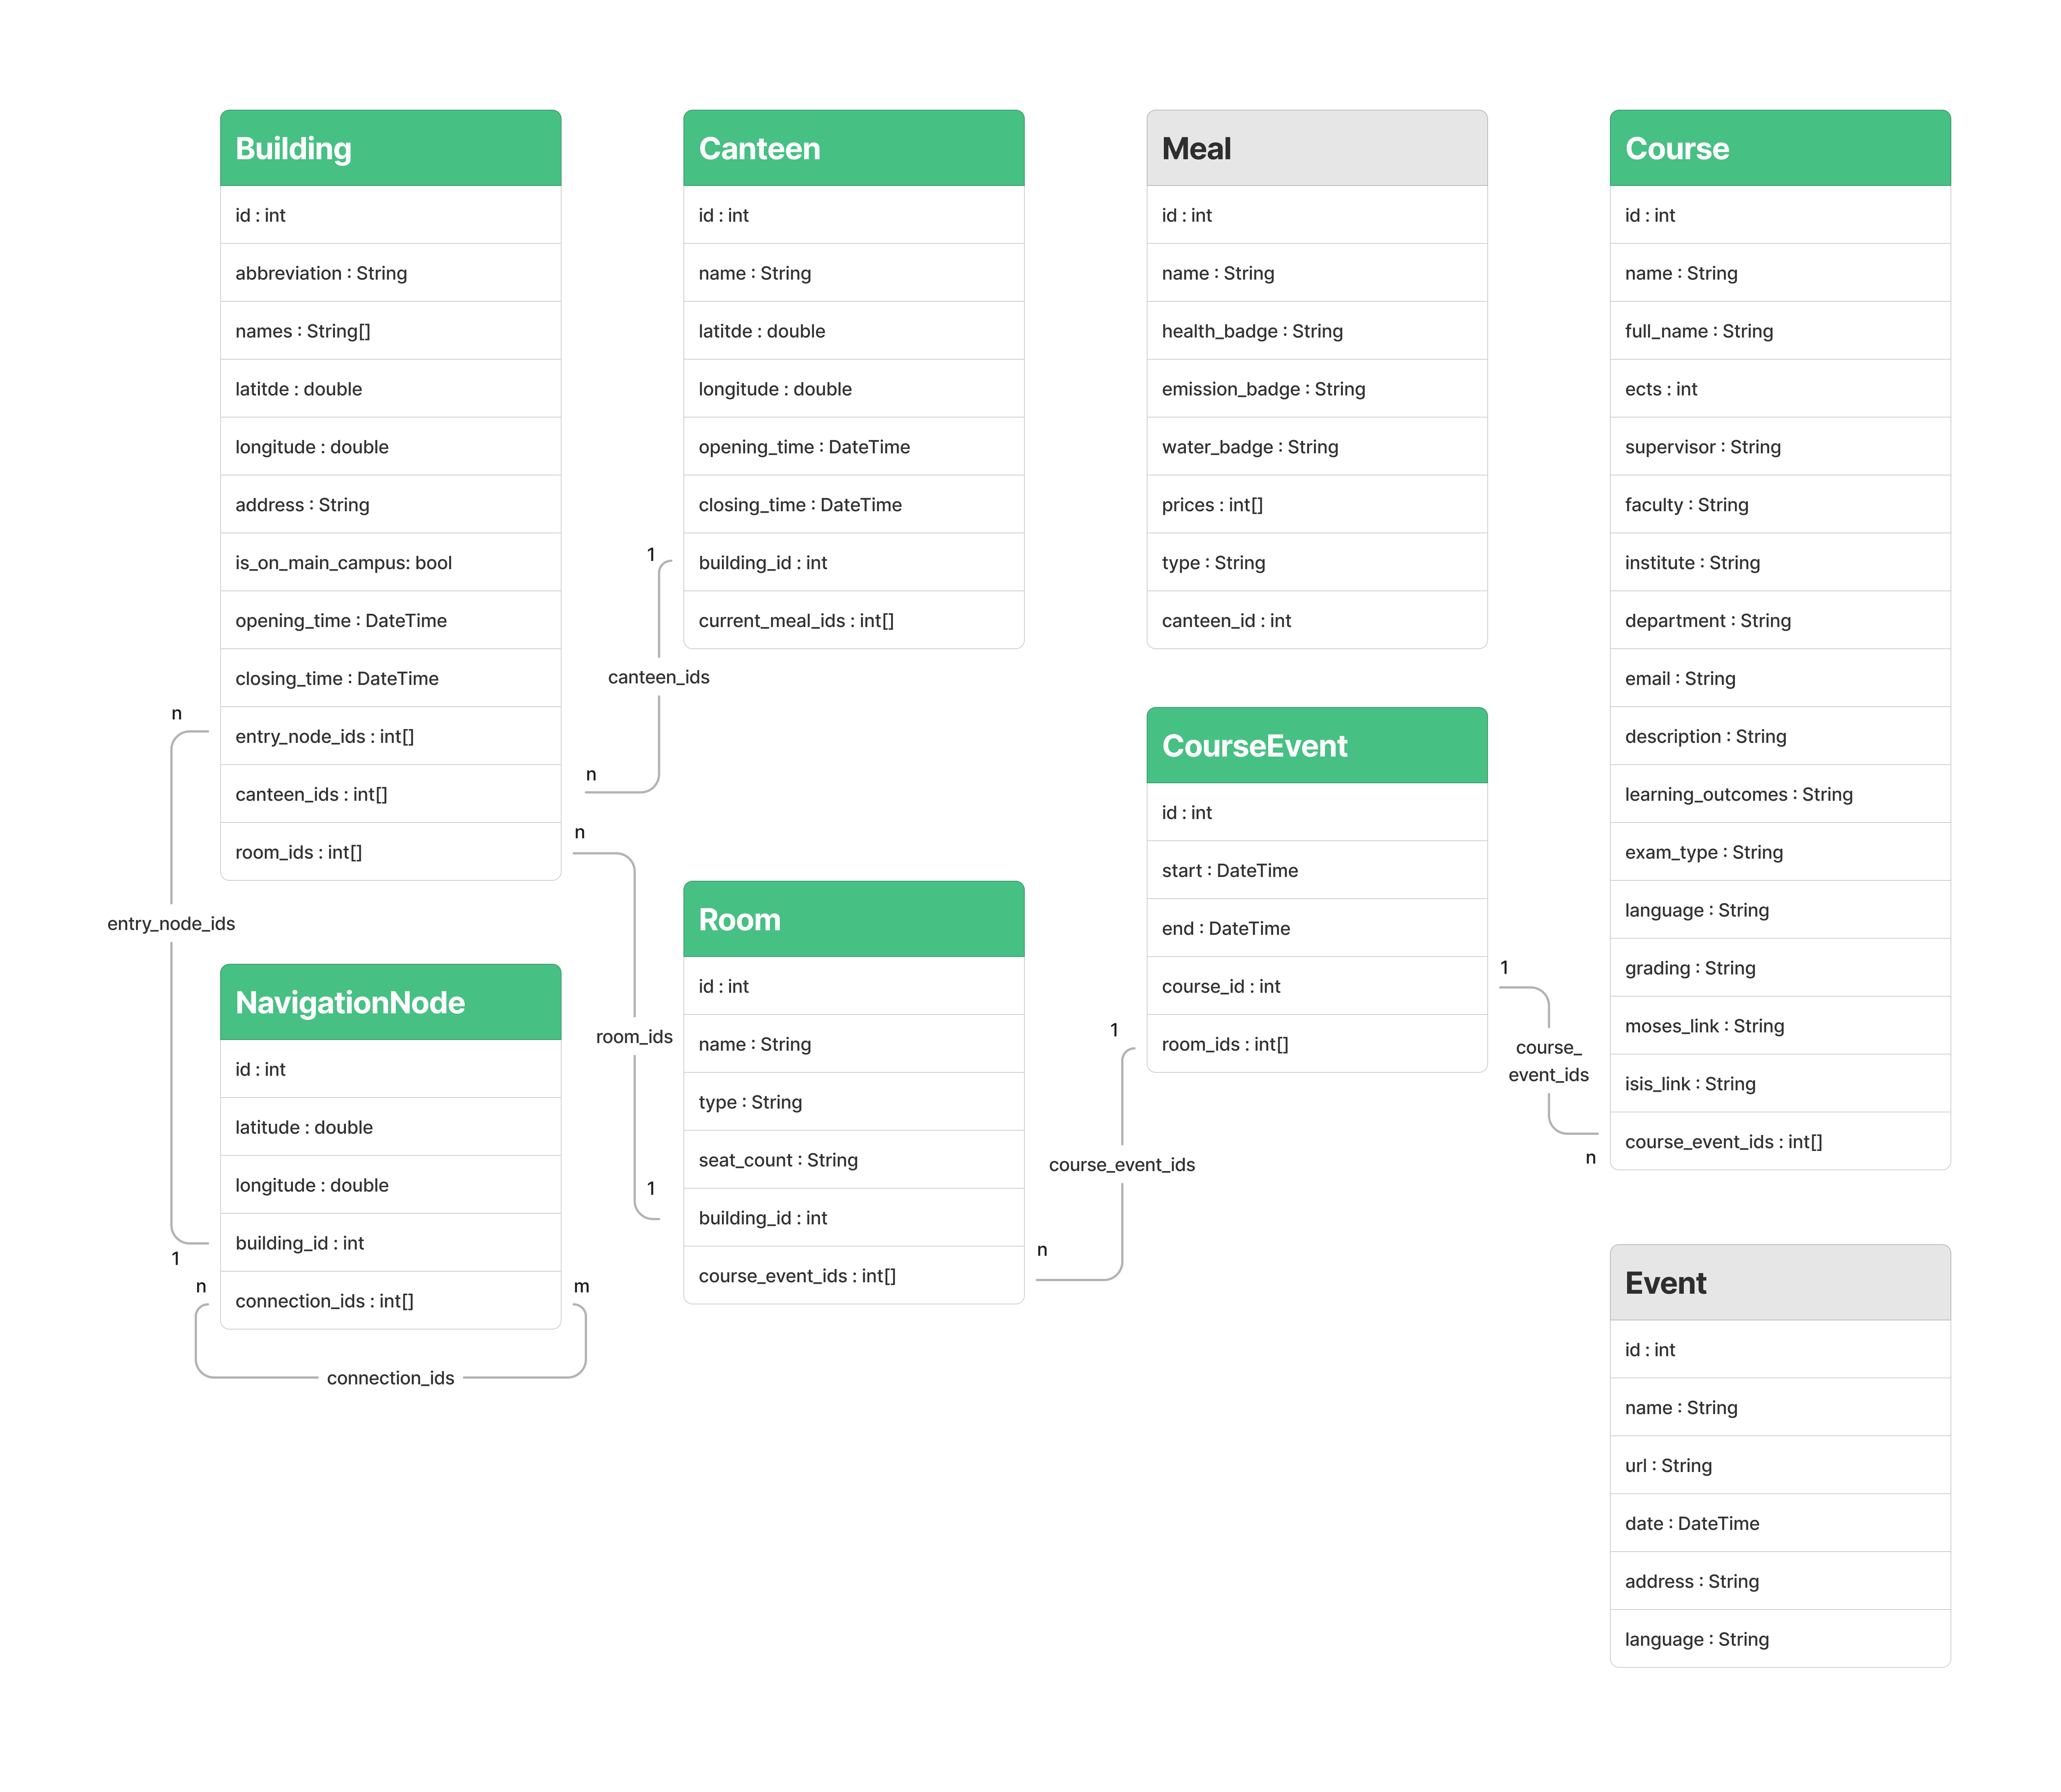 Building
id : int
abbreviation : String
names : String[]
latitde : double
longitude : double
address : String
is_on_main_campus: bool
opening_time : DateTime
closing_time : DateTime
entry_node_ids : int[]
canteen_ids : int[]
room_ids : int[]
n
entry_node_ids
1
NavigationNode
id : int
latitude : double
longitude : double
building_id : int
connection_ids : int[]
n
m
connection_ids
Canteen
id : int
name : String
latitde : double
longitude : double
opening_time : DateTime
closing_time : DateTime
building_id : int
current_meal_ids : int[]
1
canteen_ids
n
n
room_ids
1
Room
id : int
name : String
type : String
seat_count : String
building_id : int
course_event_ids : int[]
Meal
id : int
name : String
health_badge : String
emission_badge : String
water_badge : String
prices : int[]
type : String
canteen_id : int
CourseEvent
id : int
start : DateTime
end : DateTime
course_id : int
room_ids : int[]
1
course_event_ids
n
1
course_
event_ids
n
Course
id : int
name : String
full_name : String
ects : int
supervisor : String
faculty : String
institute : String
department : String
email : String
description : String
learning_outcomes : String
exam_type : String
language : String
grading : String
moses_link : String
isis_link : String
course_event_ids : int[]
Event
id : int
name : String
url : String
date : DateTime
address : String
language : String